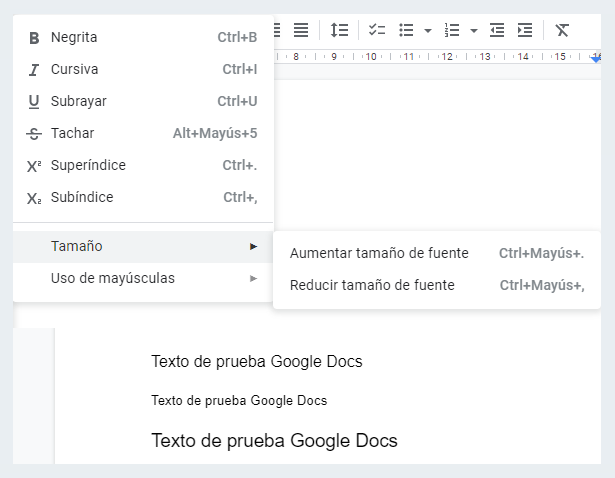 8 9 10 11 12 13 14 15 16
B Negrita Ctrl+B
I Cursiva Ctrl+I
U Subrayar Ctrl+U
S Tachar Alt+Mayús+5
X² Superíndice Ctrl+.
X₂ Subíndice Ctrl+,
Tamaño
Aumentar tamaño de fuente Ctrl+Mayús+.
Uso de mayúsculas
Reducir tamaño de fuente Ctrl+Mayús+,
Texto de prueba Google Docs
Texto de prueba Google Docs
Texto de prueba Google Docs